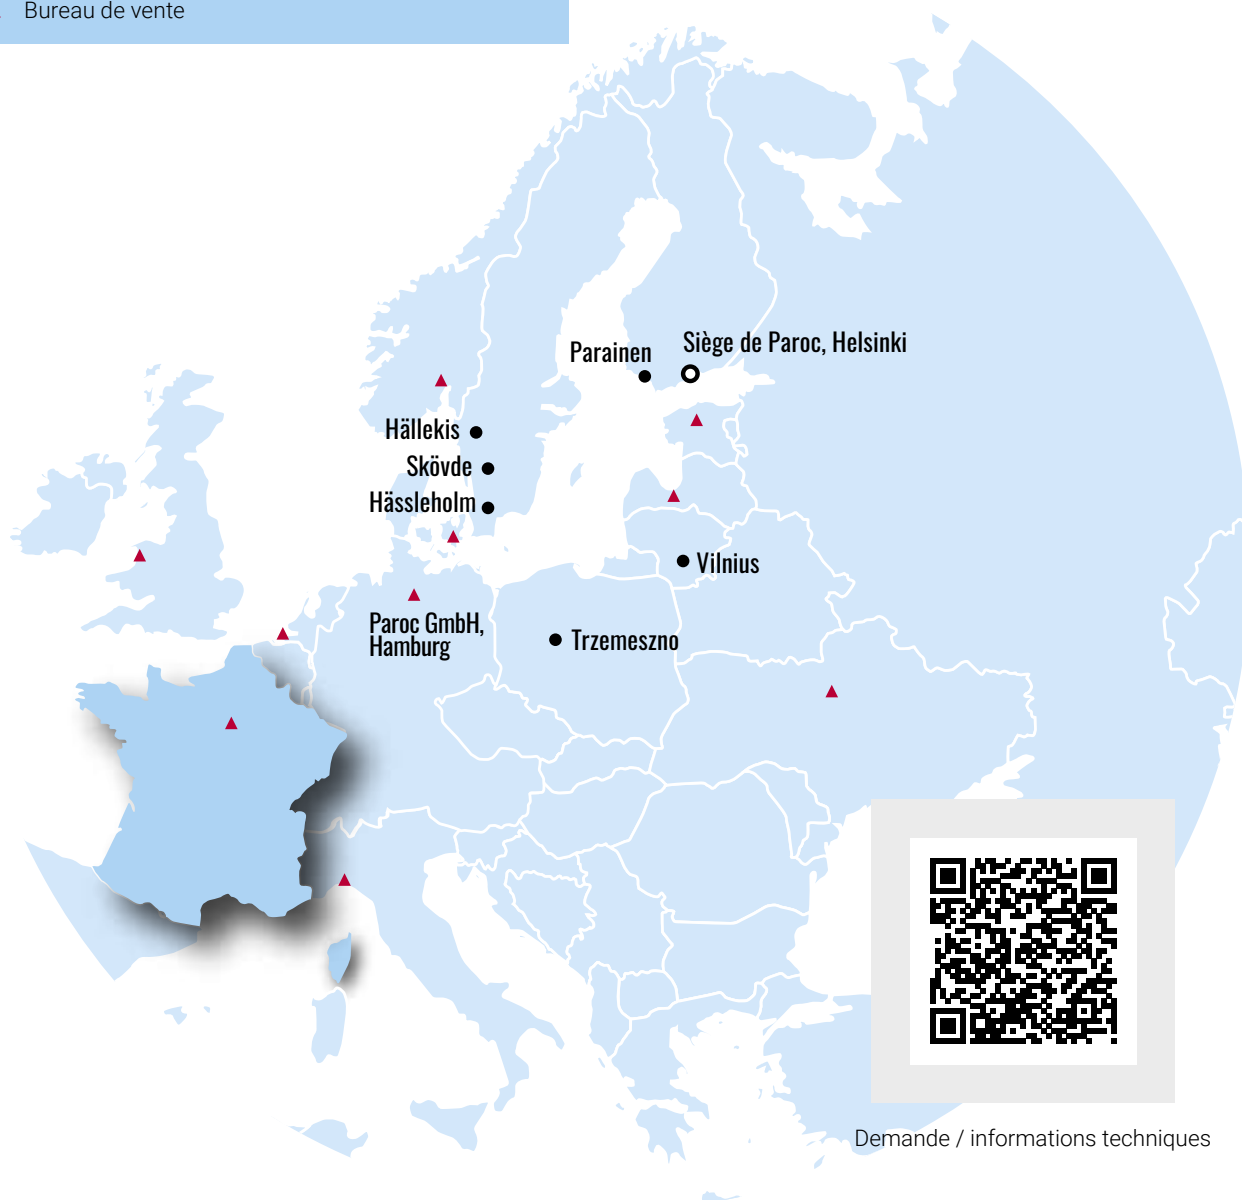 Bureau de vente
Siège de Paroc, Helsinki
Parainen
Hällekis
Skövde
Hässleholm
Vilnius
Paroc GmbH,
Hamburg
Trzemeszno
Demande / informations techniques